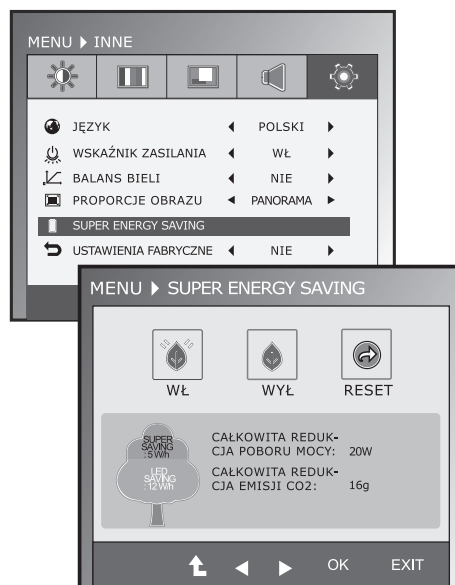 MENU ▶ INNE
JĘZYK ◀ POLSKI ▶
WSKAŹNIK ZASILANIA ◀ WŁ ▶
BALANS BIELI ◀ NIE ▶
PROPORCJE OBRAZU ◀ PANORAMA ▶
SUPER ENERGY SAVING
USTAWIENIA FABRYCZNE ◀ NIE ▶
MENU ▶ SUPER ENERGY SAVING
WŁ WYŁ RESET
SUPER
SAVING
: 5 W/h
LED
SAVING
: 12 W/h
CAŁKOWITA REDUK-
CJA POBORU MOCY: 20W
CAŁKOWITA REDUK-
CJA EMISJI CO2: 16g
OK EXIT